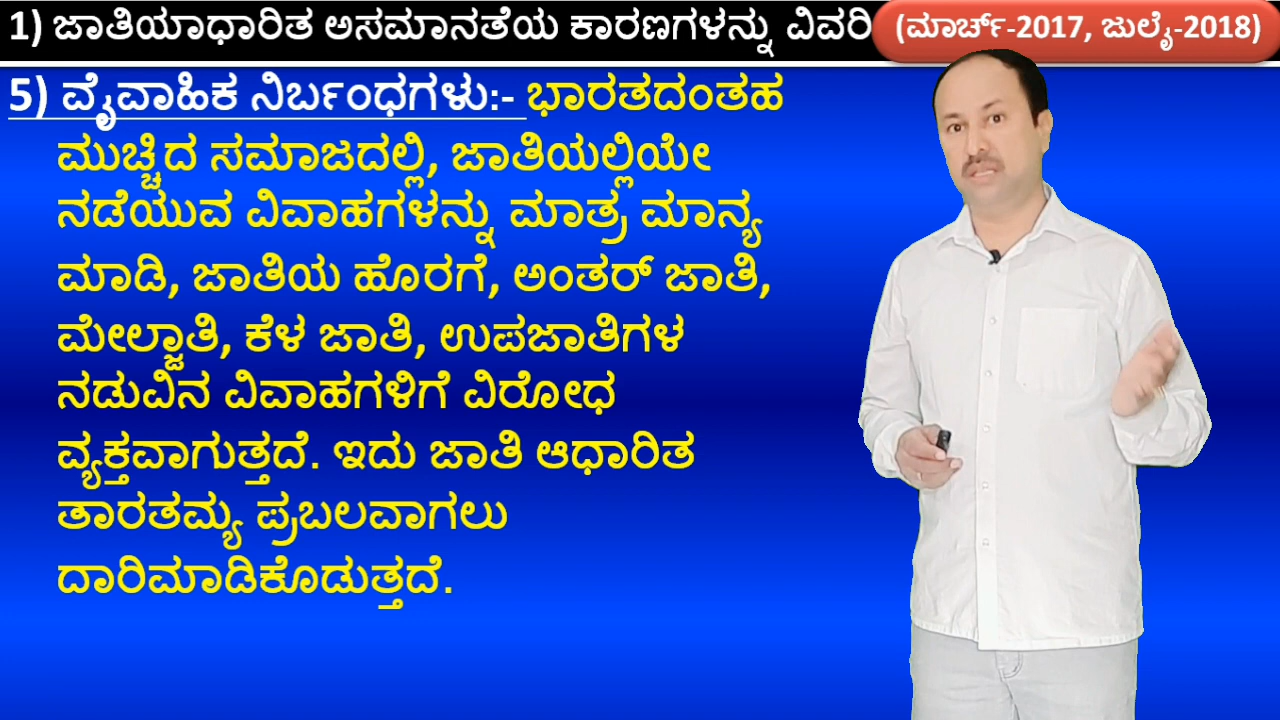 1) ಜಾತಿಯಾಧಾರಿತ ಅಸಮಾನತೆಯ ಕಾರಣಗಳನ್ನು ವಿವರಿ (ಮಾರ್ಚ್-2017, ಜುಲೈ-2018)
5) ವೈವಾಹಿಕ ನಿರ್ಬಂಧಗಳು:- ಭಾರತದಂತಹ
ಮುಚ್ಚಿದ ಸಮಾಜದಲ್ಲಿ, ಜಾತಿಯಲ್ಲಿಯೇ
ನಡೆಯುವ ವಿವಾಹಗಳನ್ನು ಮಾತ್ರ ಮಾನ್ಯ
ಮಾಡಿ, ಜಾತಿಯ ಹೊರಗೆ, ಅಂತರ್ ಜಾತಿ,
ಮೇಲ್ಜಾತಿ, ಕೆಳ ಜಾತಿ, ಉಪಜಾತಿಗಳ
ನಡುವಿನ ವಿವಾಹಗಳಿಗೆ ವಿರೋಧ
ವ್ಯಕ್ತವಾಗುತ್ತದೆ. ಇದು ಜಾತಿ ಆಧಾರಿತ
ತಾರತಮ್ಯ ಪ್ರಬಲವಾಗಲು
ದಾರಿಮಾಡಿಕೊಡುತ್ತದೆ.